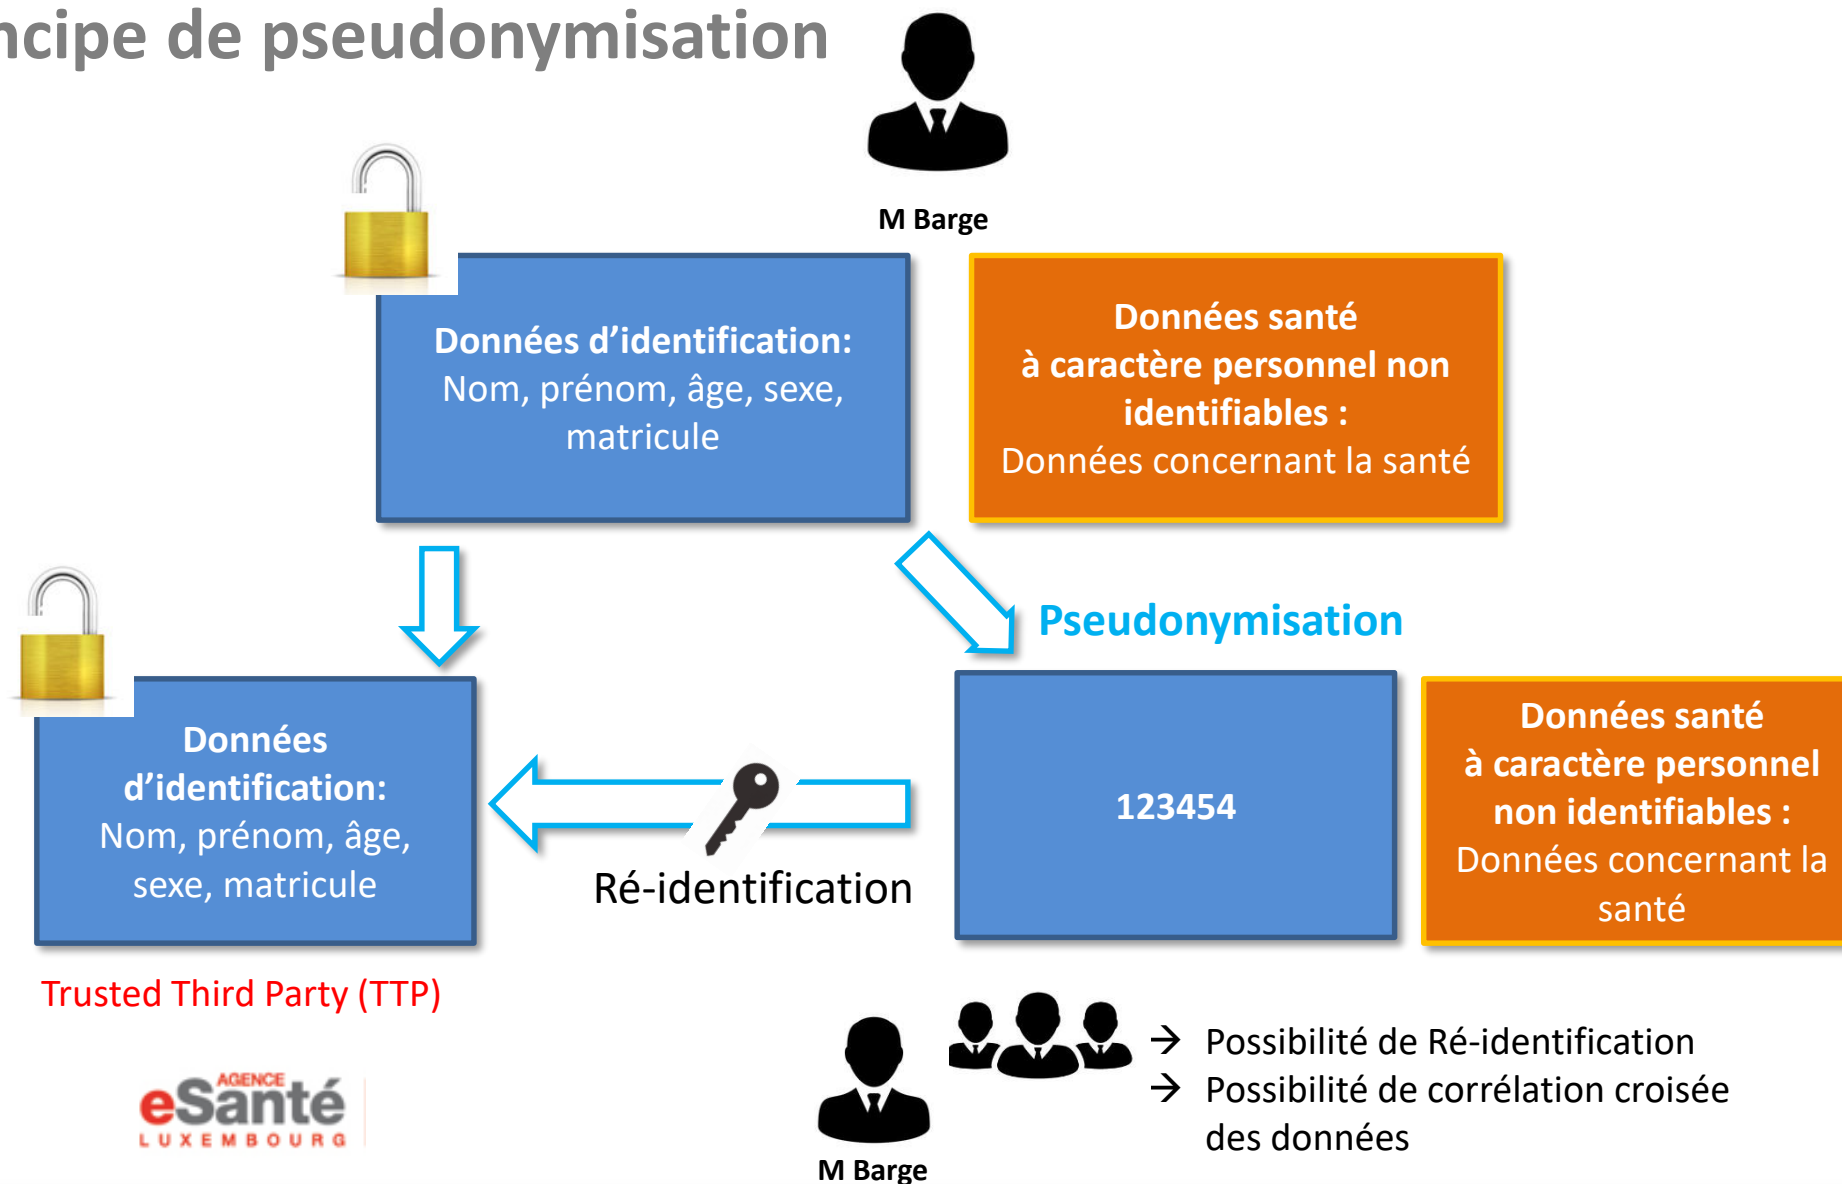 ncipe de pseudonymisation
M Barge
Données d’identification:
Nom, prénom, âge, sexe,
matricule
Données santé
à caractère personnel non
identifiables :
Données concernant la santé
Pseudonymisation
Données
d’identification:
Nom, prénom, âge,
sexe, matricule
Ré-identification
123454
Données santé
à caractère personnel
non identifiables :
Données concernant la
santé
Trusted Third Party (TTP)
AGENCE
eSanté
LUXEMBOURG
M Barge
→ Possibilité de Ré-identification
→ Possibilité de corrélation croisée
des données